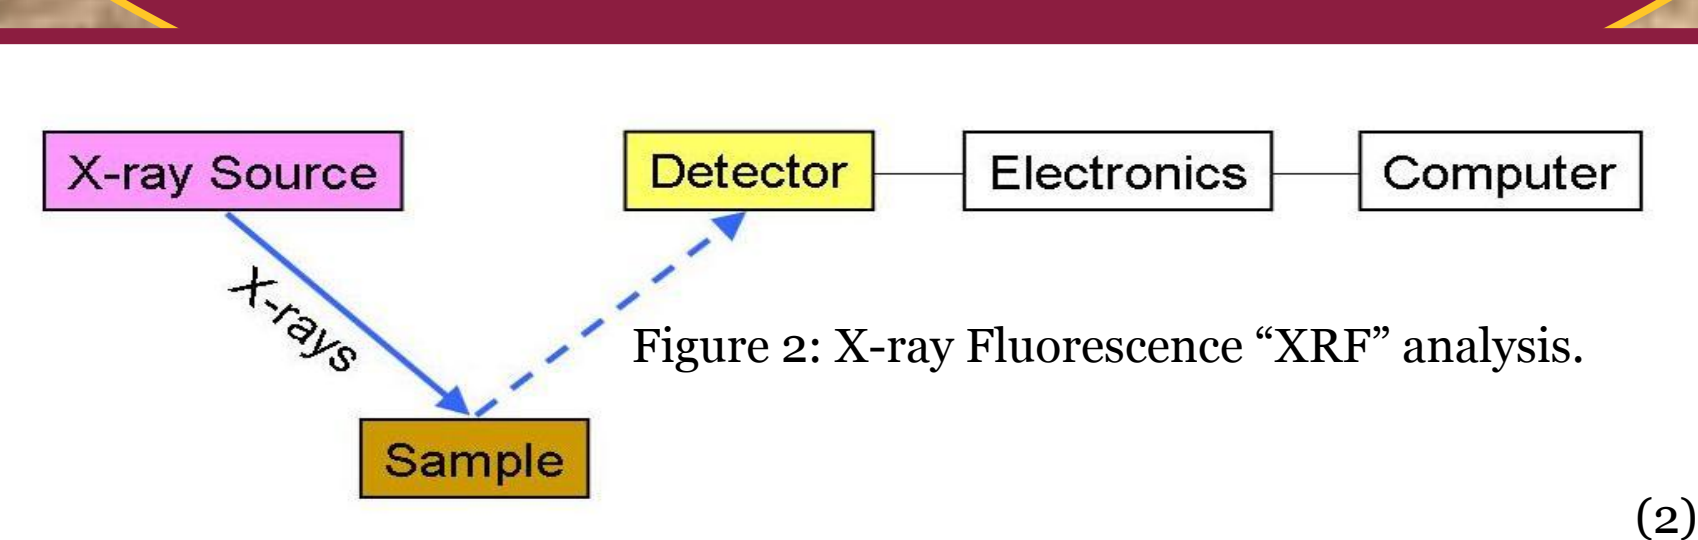 X-ray Source
Detector
Electronics
Computer
X-rays
Figure 2: X-ray Fluorescence “XRF” analysis.
Sample
(2)